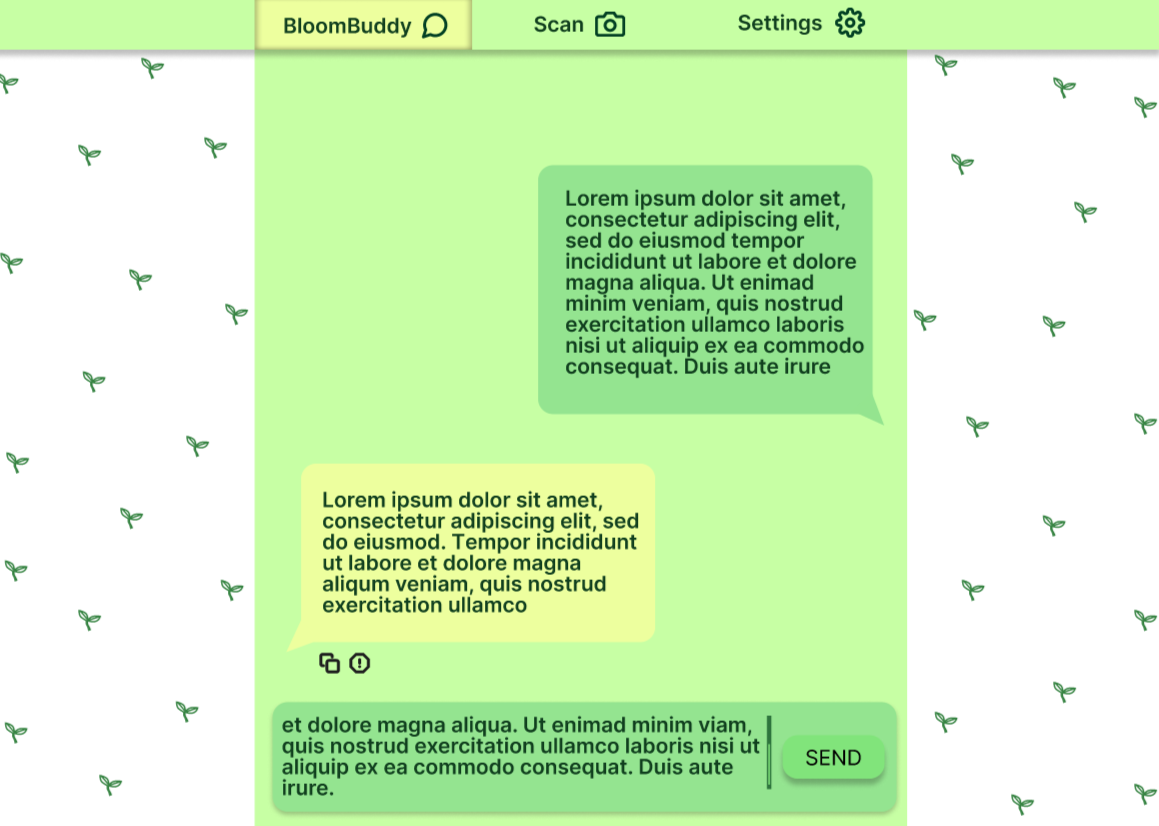 BloomBuddy
Scan
Settings
Lorem ipsum dolor sit amet,
consectetur adipiscing elit,
sed do eiusmod tempor
incididunt ut labore et dolore
magna aliqua. Ut enimad
minim veniam, quis nostrud
exercitation ullamco laboris
nisi ut aliquip ex ea commodo
consequat. Duis aute irure
Lorem ipsum dolor sit amet,
consectetur adipiscing elit, sed
do eiusmod. Tempor incididunt
ut labore et dolore magna
aliqum veniam, quis nostrud
exercitation ullamco
et dolore magna aliqua. Ut enimad minim viam,
quis nostrud exercitation ullamco laboris nisi ut
aliquip ex ea commodo consequat. Duis aute
irure.
SEND